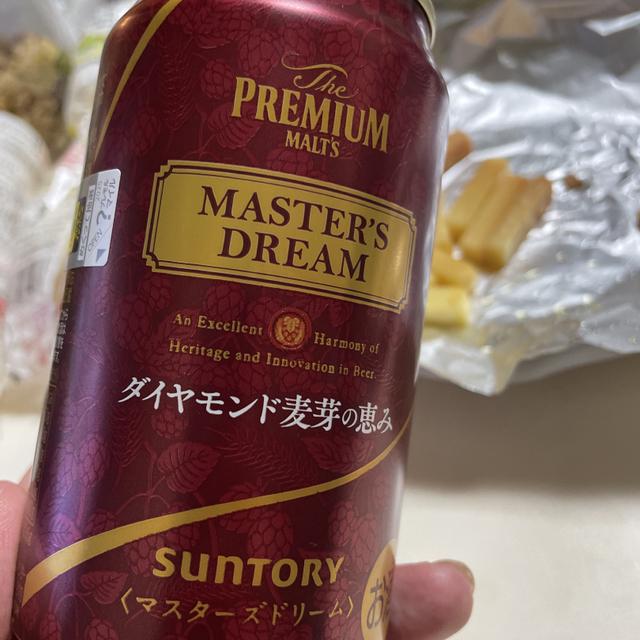 The
PREMIUM
MALT'S
MASTER'S
DREAM
An Excellent Harmony of
Heritage and Innovation in Beer.
ダイヤモンド麦芽の恵み
SUNTORY
〈マスターズドリーム〉
お